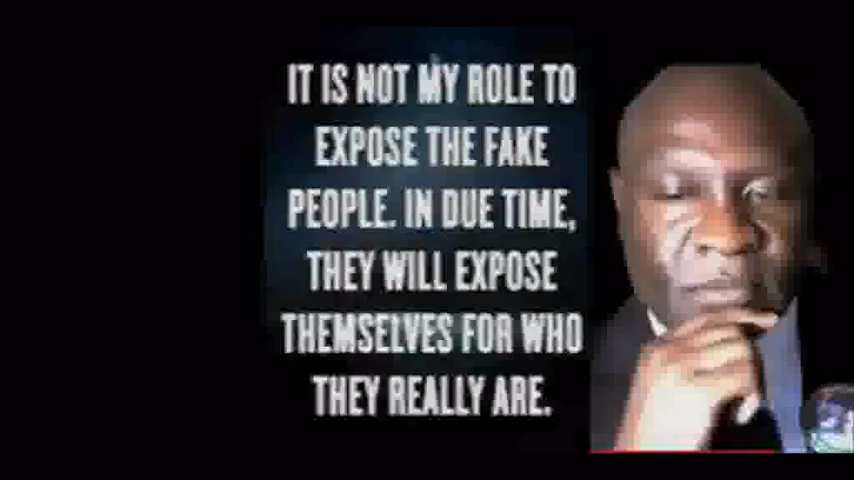 IT IS NOT MY ROLE TO
EXPOSE THE FAKE
PEOPLE. IN DUE TIME,
THEY WILL EXPOSE
THEMSELVES FOR WHO
THEY REALLY ARE.